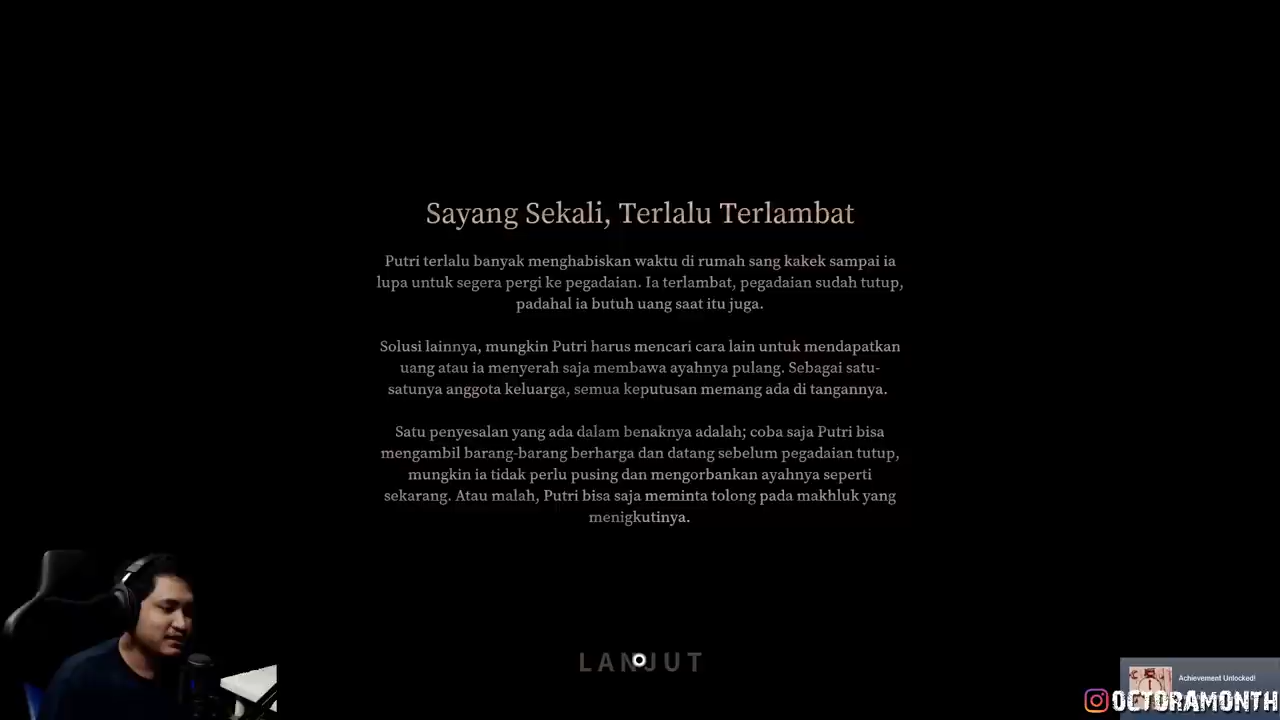 Sayang Sekali, Terlalu Terlambat
Putri terlalu banyak menghabiskan waktu di rumah sang kakek sampai ia
lupa untuk segera pergi ke pegadaian. Ia terlambat, pegadaian sudah tutup,
padahal ia butuh uang saat itu juga.
Solusi lainnya, mungkin Putri harus mencari cara lain untuk mendapatkan
uang atau ia menyerah saja membawa ayahnya pulang. Sebagai satu-
satunya anggota keluarga, semua keputusan memang ada di tangannya.
Satu penyesalan yang ada dalam benaknya adalah; coba saja Putri bisa
mengambil barang-barang berharga dan datang sebelum pegadaian tutup,
mungkin ia tidak perlu pusing dan mengorbankan ayahnya seperti
sekarang. Atau malah, Putri bisa saja meminta tolong pada makhluk yang
menigkutinya.
LANJUT
Achievement Unlocked!
OCTORAMONTH